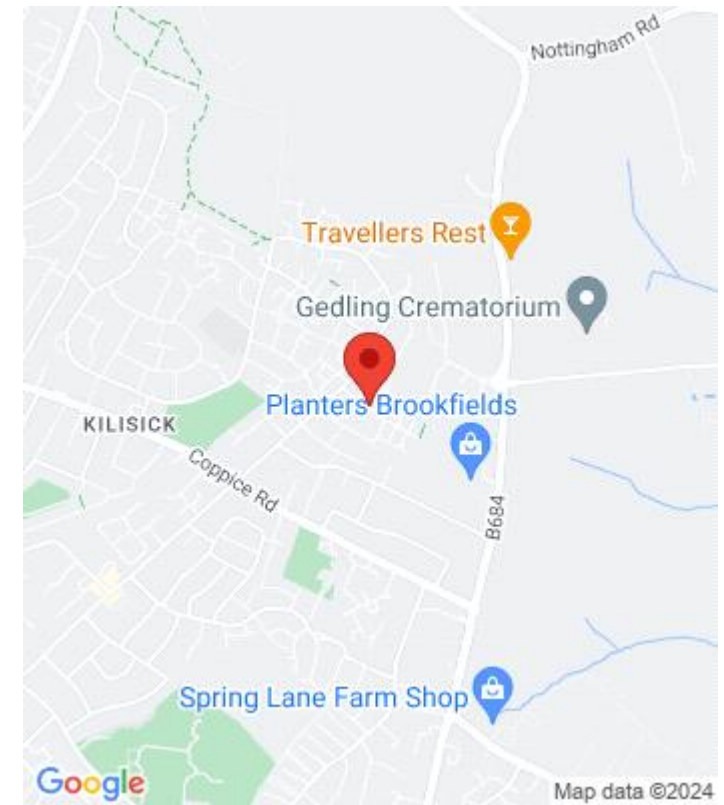 Nottingham Rd
Travellers Rest
Gedling Crematorium
Planters Brookfields
KILISICK
Coppice Rd
B684
Spring Lane Farm Shop
Google
Map data ©2024